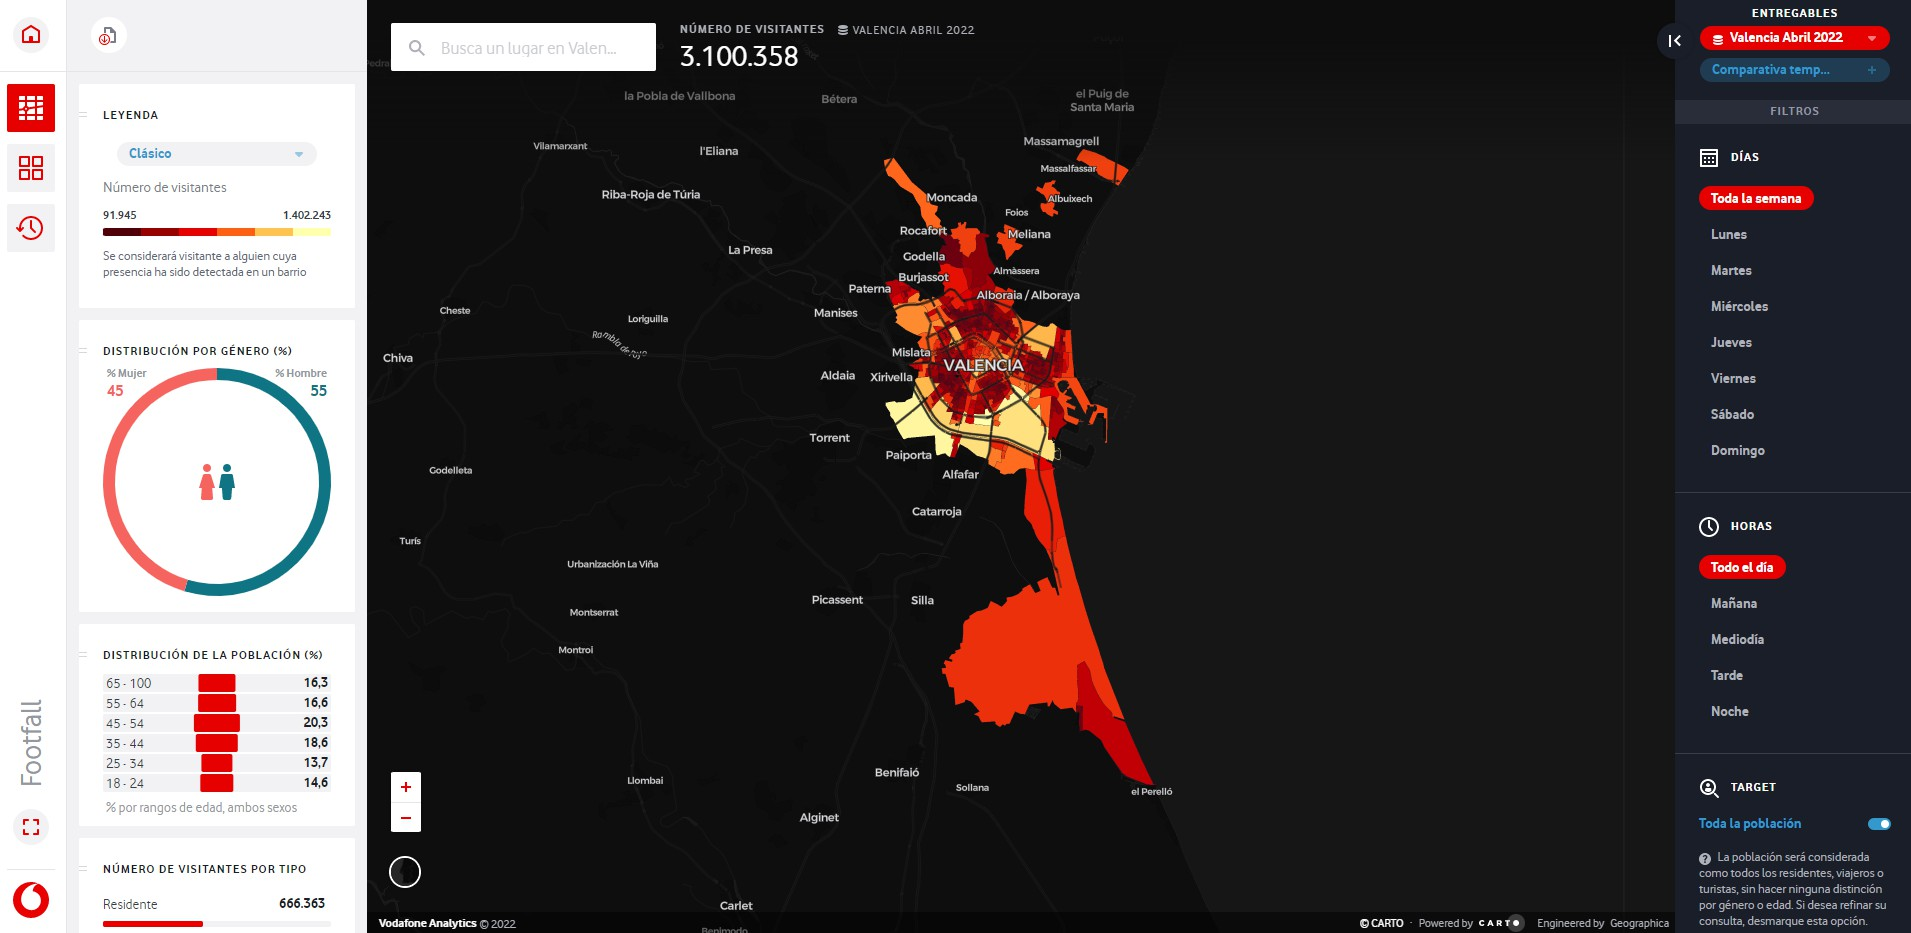 Footfall
LEYENDA
Clásico
Número de visitantes
91.945 1.402.243
Se considerará visitante a alguien cuya
presencia ha sido detectada en un barrio
DISTRIBUCIÓN POR GÉNERO (%)
% Mujer % Hombre
45 55
DISTRIBUCIÓN DE LA POBLACIÓN (%)
65 - 100 16,3
55 - 64 16,6
45 - 54 20,3
35 - 44 18,6
25 - 34 13,7
18 - 24 14,6
% por rangos de edad, ambos sexos
NÚMERO DE VISITANTES POR TIPO
Residente 666.363
Busca un lugar en Valen...
NÚMERO DE VISITANTES VALENCIA ABRIL 2022
3.100.358
la Pobla de Vallbona
Bétera
el Puig de
Santa Maria
Massamagrell
Vilamarxant
l'Eliana
Massalfassar
Riba-Roja de Túria
Moncada
Albuixech
Foios
Rocafort
Meliana
La Presa
Godella
Almàssera
Burjassot
Paterna
Alboraia / Alboraya
Cheste
Manises
Loriguilla
Rambla de
Chiva
Mislata
VALENCIA
Aldaia
Xirivella
Torrent
Paiporta
Godelleta
Alfafar
Catarroja
Turís
Urbanización La Viña
Picassent
Silla
Montserrat
Montroi
Benifaió
Llombai
Sollana
el Perelló
Alginet
Carlet
Benimodo
+
−
Vodafone Analytics © 2022
© CARTO · Powered by CARTO Engineered by Geographica
ENTREGABLES
Valencia Abril 2022
Comparativa temp... +
FILTROS
DÍAS
Toda la semana
Lunes
Martes
Miércoles
Jueves
Viernes
Sábado
Domingo
HORAS
Todo el día
Mañana
Mediodía
Tarde
Noche
TARGET
Toda la población
? La población será considerada
como todos los residentes, viajeros o
turistas, sin hacer ninguna distinción
por género o edad. Si desea refinar su
consulta, desmarque esta opción.